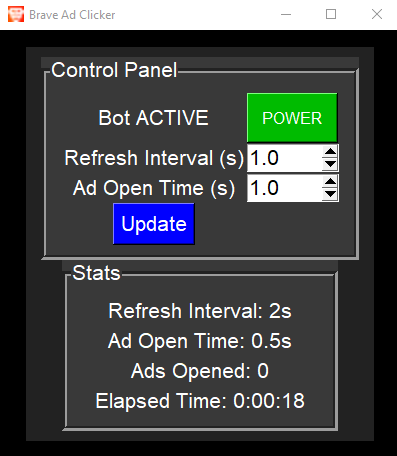 Brave Ad Clicker
Control Panel
Bot ACTIVE POWER
Refresh Interval (s) 1.0
Ad Open Time (s) 1.0
Update
Stats
Refresh Interval: 2s
Ad Open Time: 0.5s
Ads Opened: 0
Elapsed Time: 0:00:18